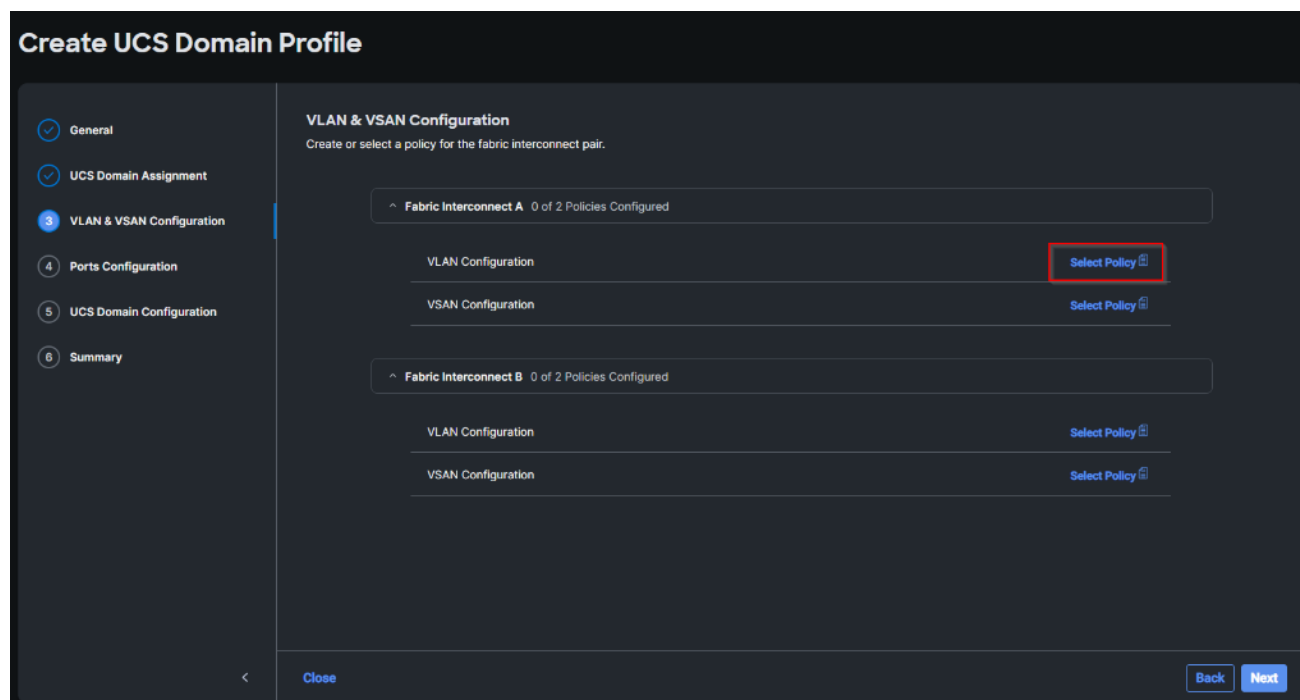 Create UCS Domain Profile
General
UCS Domain Assignment
3 VLAN & VSAN Configuration
4 Ports Configuration
5 UCS Domain Configuration
6 Summary
VLAN & VSAN Configuration
Create or select a policy for the fabric interconnect pair.
Fabric Interconnect A 0 of 2 Policies Configured
VLAN Configuration Select Policy
VSAN Configuration Select Policy
Fabric Interconnect B 0 of 2 Policies Configured
VLAN Configuration Select Policy
VSAN Configuration Select Policy
Close Back Next